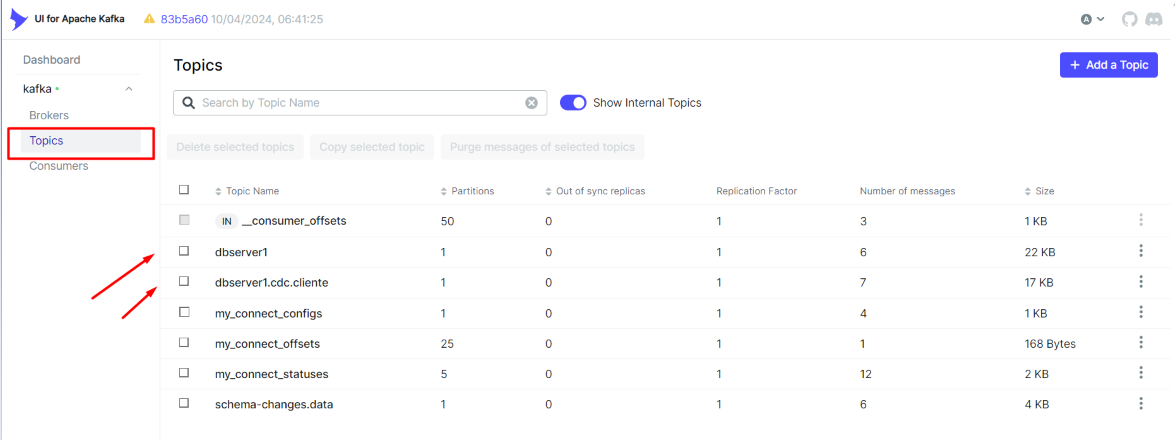 UI for Apache Kafka 83b5a60 10/04/2024, 06:41:25 A
Dashboard
kafka
Brokers
Topics
Consumers
Topics
+ Add a Topic
Search by Topic Name
Show Internal Topics
Delete selected topics Copy selected topic Purge messages of selected topics
Topic Name Partitions Out of sync replicas Replication Factor Number of messages Size
IN __consumer_offsets 50 0 1 3 1 KB
dbserver1 1 0 1 6 22 KB
dbserver1.cdc.cliente 1 0 1 7 17 KB
my_connect_configs 1 0 1 4 1 KB
my_connect_offsets 25 0 1 1 168 Bytes
my_connect_statuses 5 0 1 12 2 KB
schema-changes.data 1 0 1 6 4 KB